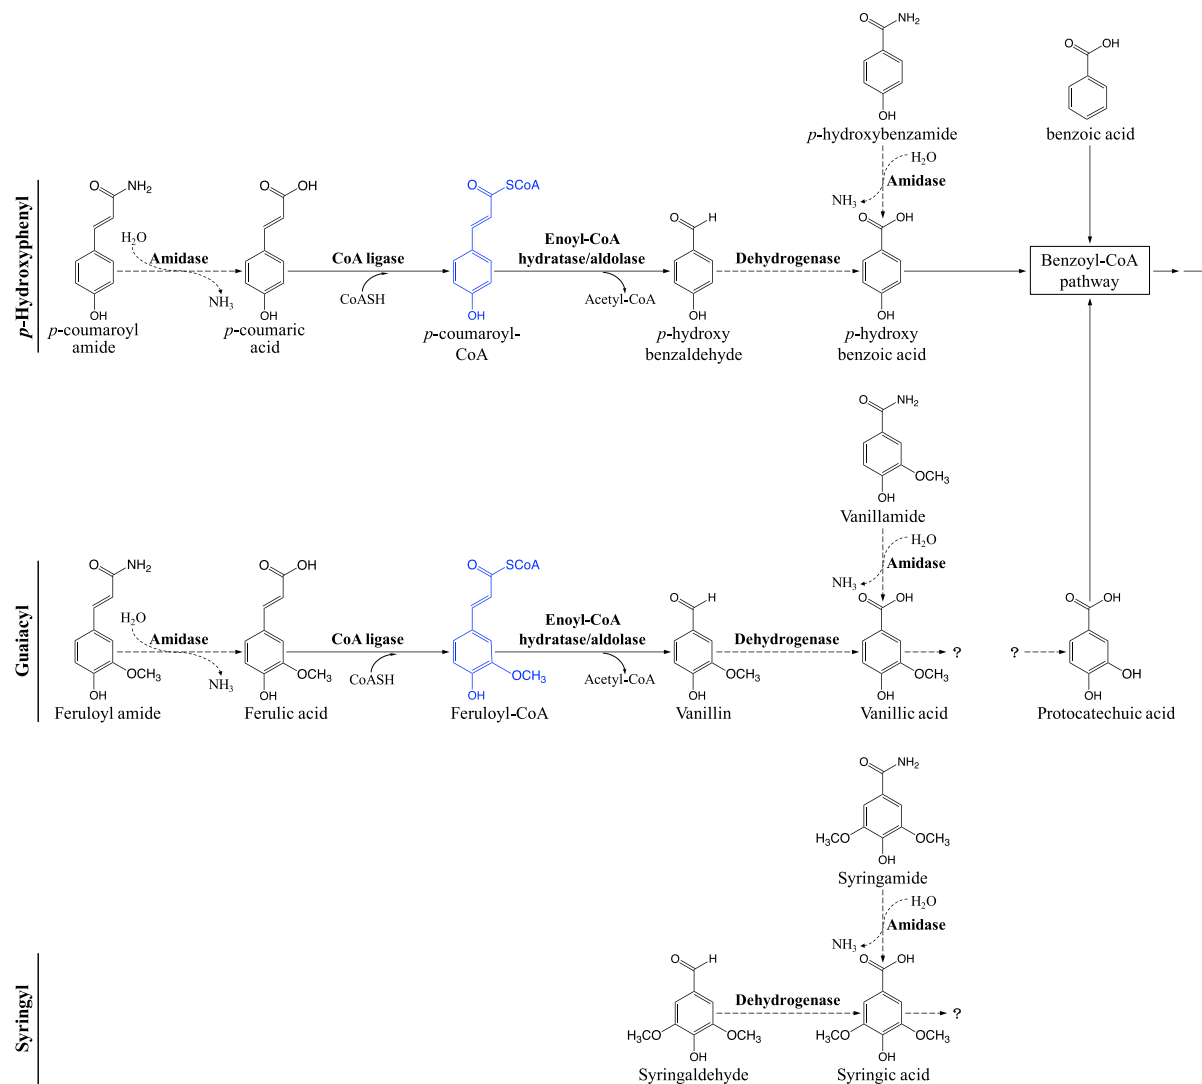 O
NH₂
OH
p-hydroxybenzamide
H₂O
Amidase
NH₃
O
OH
benzoic acid
p-Hydroxyphenyl
O
NH₂
OH
p-coumaroyl
amide
H₂O
Amidase
NH₃
O
OH
OH
p-coumaric
acid
CoA ligase
CoASH
O
SCoA
OH
p-coumaroyl-
CoA
Enoyl-CoA
hydratase/aldolase
Acetyl-CoA
O
H
OH
p-hydroxy
benzaldehyde
Dehydrogenase
O
OH
OH
p-hydroxy
benzoic acid
Benzoyl-CoA
pathway
O
NH₂
OCH₃
OH
Vanillamide
H₂O
Amidase
NH₃
Guaiacyl
O
NH₂
OCH₃
OH
Feruloyl amide
H₂O
Amidase
NH₃
O
OH
OCH₃
OH
Ferulic acid
CoA ligase
CoASH
O
SCoA
OCH₃
OH
Feruloyl-CoA
Enoyl-CoA
hydratase/aldolase
Acetyl-CoA
O
H
OCH₃
OH
Vanillin
Dehydrogenase
O
OH
OCH₃
OH
Vanillic acid
?
?
O
OH
OH
OH
Protocatechuic acid
O
NH₂
H₃CO
OCH₃
OH
Syringamide
H₂O
Amidase
NH₃
Syringyl
O
H
H₃CO
OCH₃
OH
Syringaldehyde
Dehydrogenase
O
OH
H₃CO
OCH₃
OH
Syringic acid
?